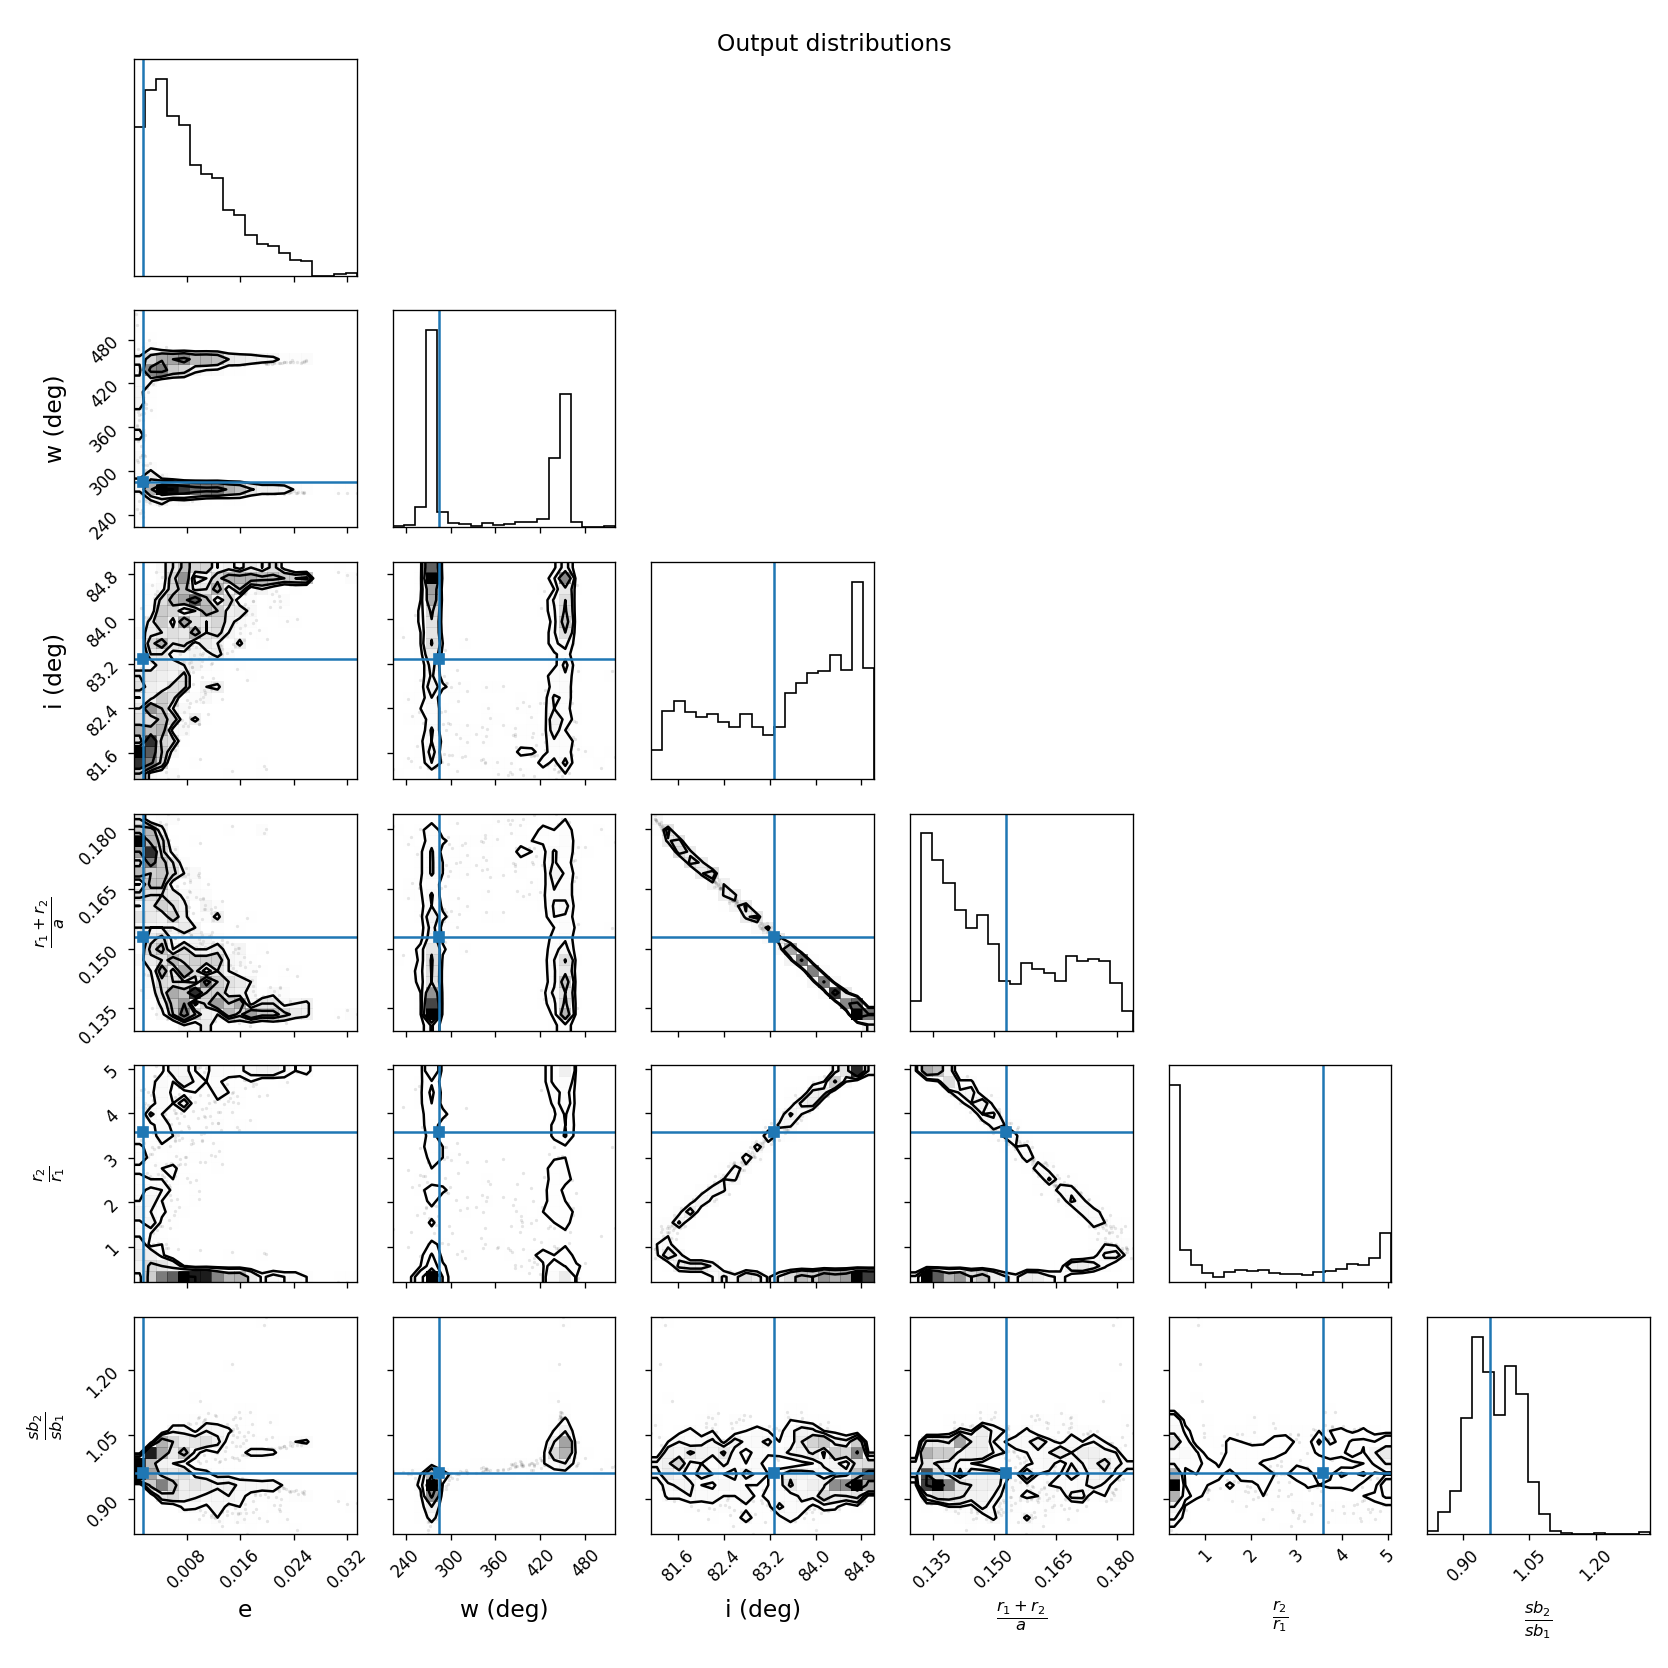 Output distributions
480
420
360
300
240
w (deg)
84.8
84.0
83.2
82.4
81.6
i (deg)
0.180
0.165
0.150
0.135
r1 + r2
a
5
4
3
2
1
r2
r1
1.20
1.05
0.90
sb2
sb1
0.008 0.016 0.024 0.032 240 300 360 420 480 81.6 82.4 83.2 84.0 84.8 0.135 0.150 0.165 0.180 1 2 3 4 5 0.90 1.05 1.20
e w (deg) i (deg) r1 + r2 r2 sb2
a r1 sb1